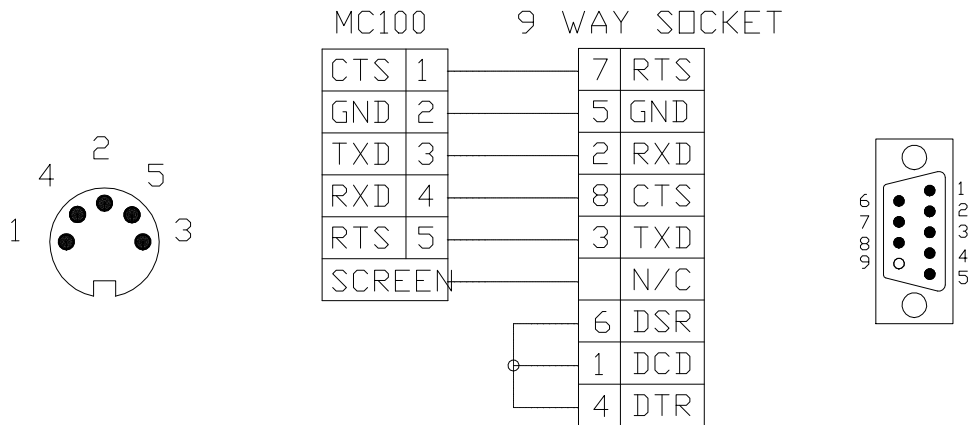 MC100 9 WAY SOCKET
CTS 1 7 RTS
GND 2 5 GND
TXD 3 2 RXD
RXD 4 8 CTS
RTS 5 3 TXD
SCREEN N/C
6 DSR
1 DCD
4 DTR
2
4 5
1 3
6 1
7 2
8 3
9 4
5